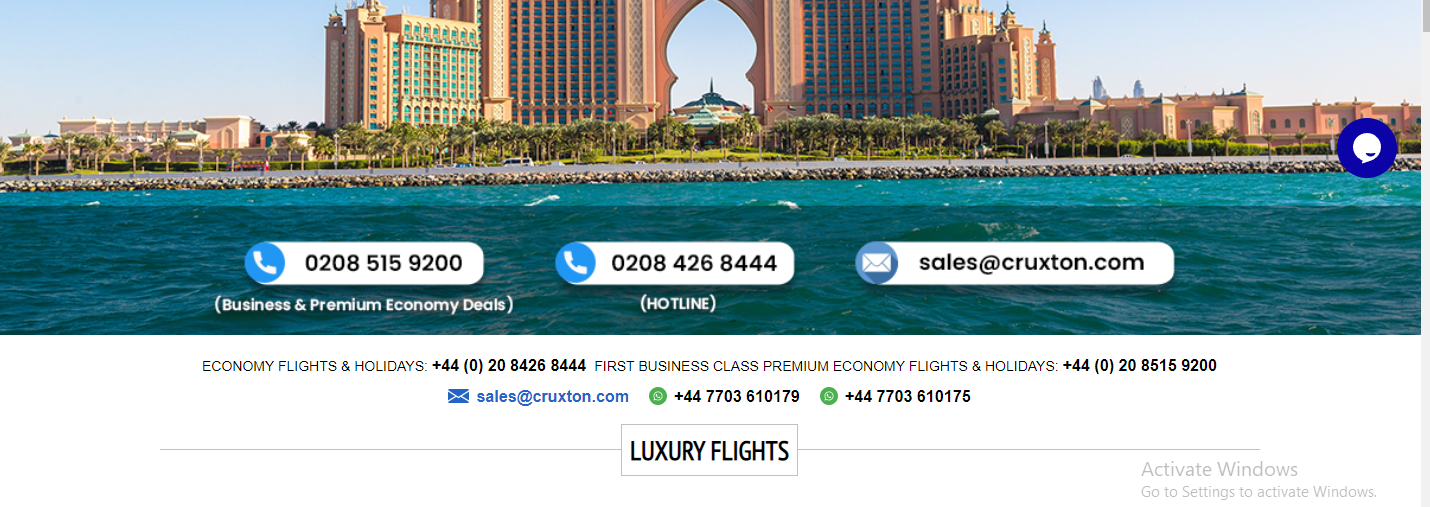 0208 515 9200
(Business & Premium Economy Deals)
0208 426 8444
(HOTLINE)
sales@cruxton.com
ECONOMY FLIGHTS & HOLIDAYS: +44 (0) 20 8426 8444 FIRST BUSINESS CLASS PREMIUM ECONOMY FLIGHTS & HOLIDAYS: +44 (0) 20 8515 9200
sales@cruxton.com +44 7703 610179 +44 7703 610175
LUXURY FLIGHTS
Activate Windows
Go to Settings to activate Windows.